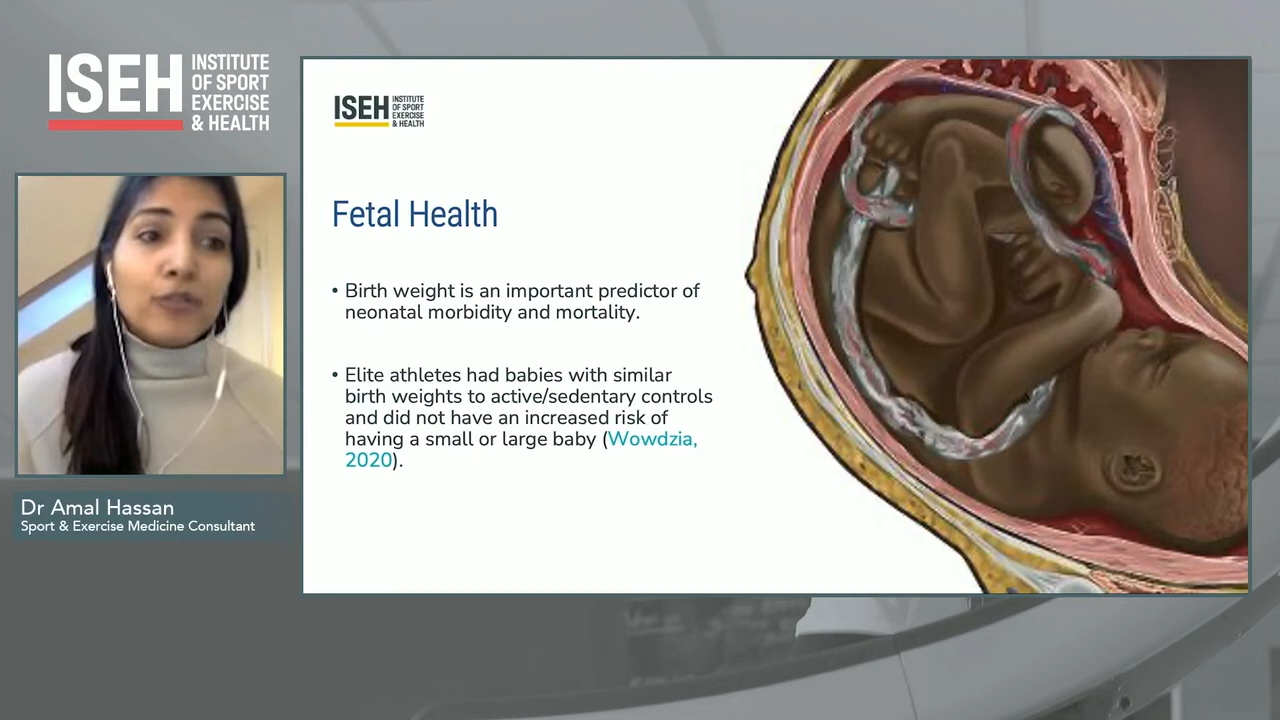 ISEH INSTITUTE
OF SPORT
EXERCISE
& HEALTH
Dr Amal Hassan
Sport & Exercise Medicine Consultant
ISEH INSTITUTE
OF SPORT
EXERCISE
& HEALTH
Fetal Health
• Birth weight is an important predictor of
neonatal morbidity and mortality.
• Elite athletes had babies with similar
birth weights to active/sedentary controls
and did not have an increased risk of
having a small or large baby (Wowdzia,
2020).